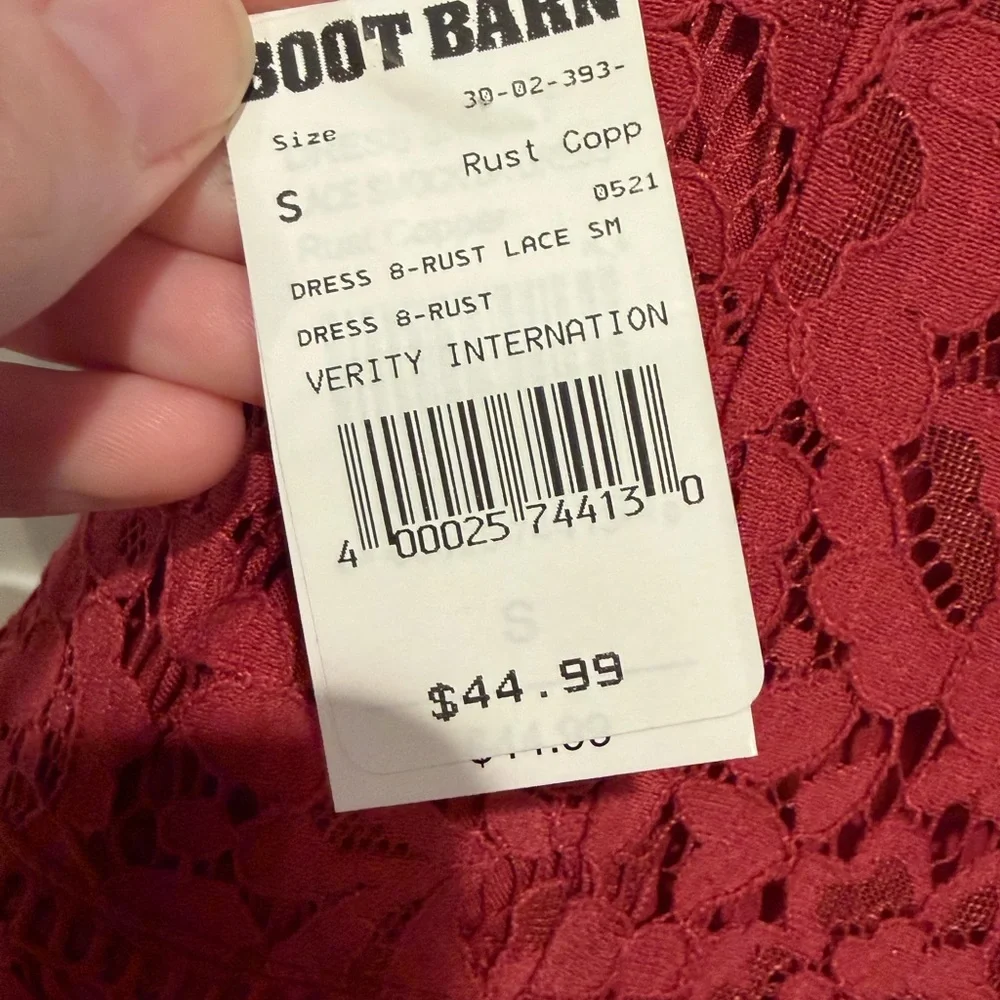 BOOT BARN
30-02-393-
Size
Rust Copp
S
0521
DRESS 8-RUST LACE SM
DRESS 8-RUST
VERITY INTERNATION
4 00025 74413 0
S
$44.99